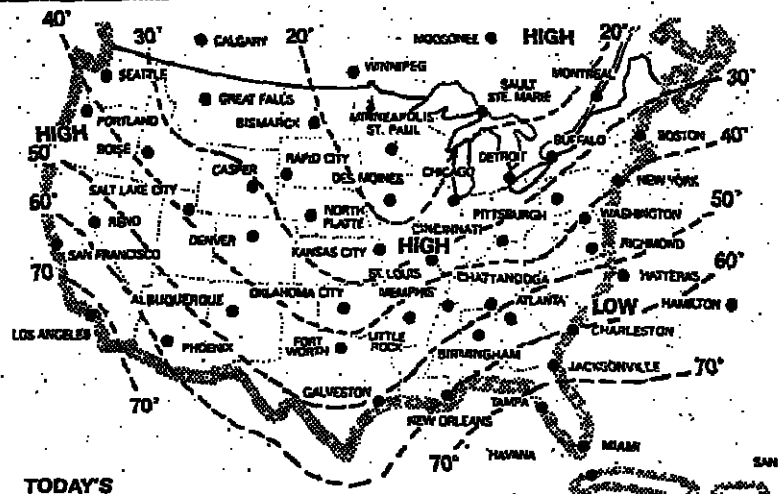 40° 30° CALGARY 20° MOOSONEE HIGH 20°
WINNIPEG MONTREAL
SEATTLE SAULT STE. MARIE 30°
GREAT FALLS
PORTLAND BISMARCK MINNEAPOLIS ST. PAUL
HIGH BUFFALO BOSTON 40°
BOISE
50° RAPID CITY
CASPER DES MOINES CHICAGO DETROIT
SALT LAKE CITY NEW YORK
60° NORTH PLATTE PITTSBURGH 50°
RENO CINCINNATI WASHINGTON
DENVER KANSAS CITY HIGH RICHMOND
SAN FRANCISCO 60°
70 ST. LOUIS CHATTANOOGA HATTERAS
ALBUQUERQUE OKLAHOMA CITY MEMPHIS ATLANTA LOW HAMILTON
LOS ANGELES CHARLESTON
PHOENIX FORT WORTH LITTLE ROCK BIRMINGHAM
JACKSONVILLE 70°
GALVESTON
70° TAMPA
NEW ORLEANS
HAVANA MIAMI
70° SAN
TODAY'S